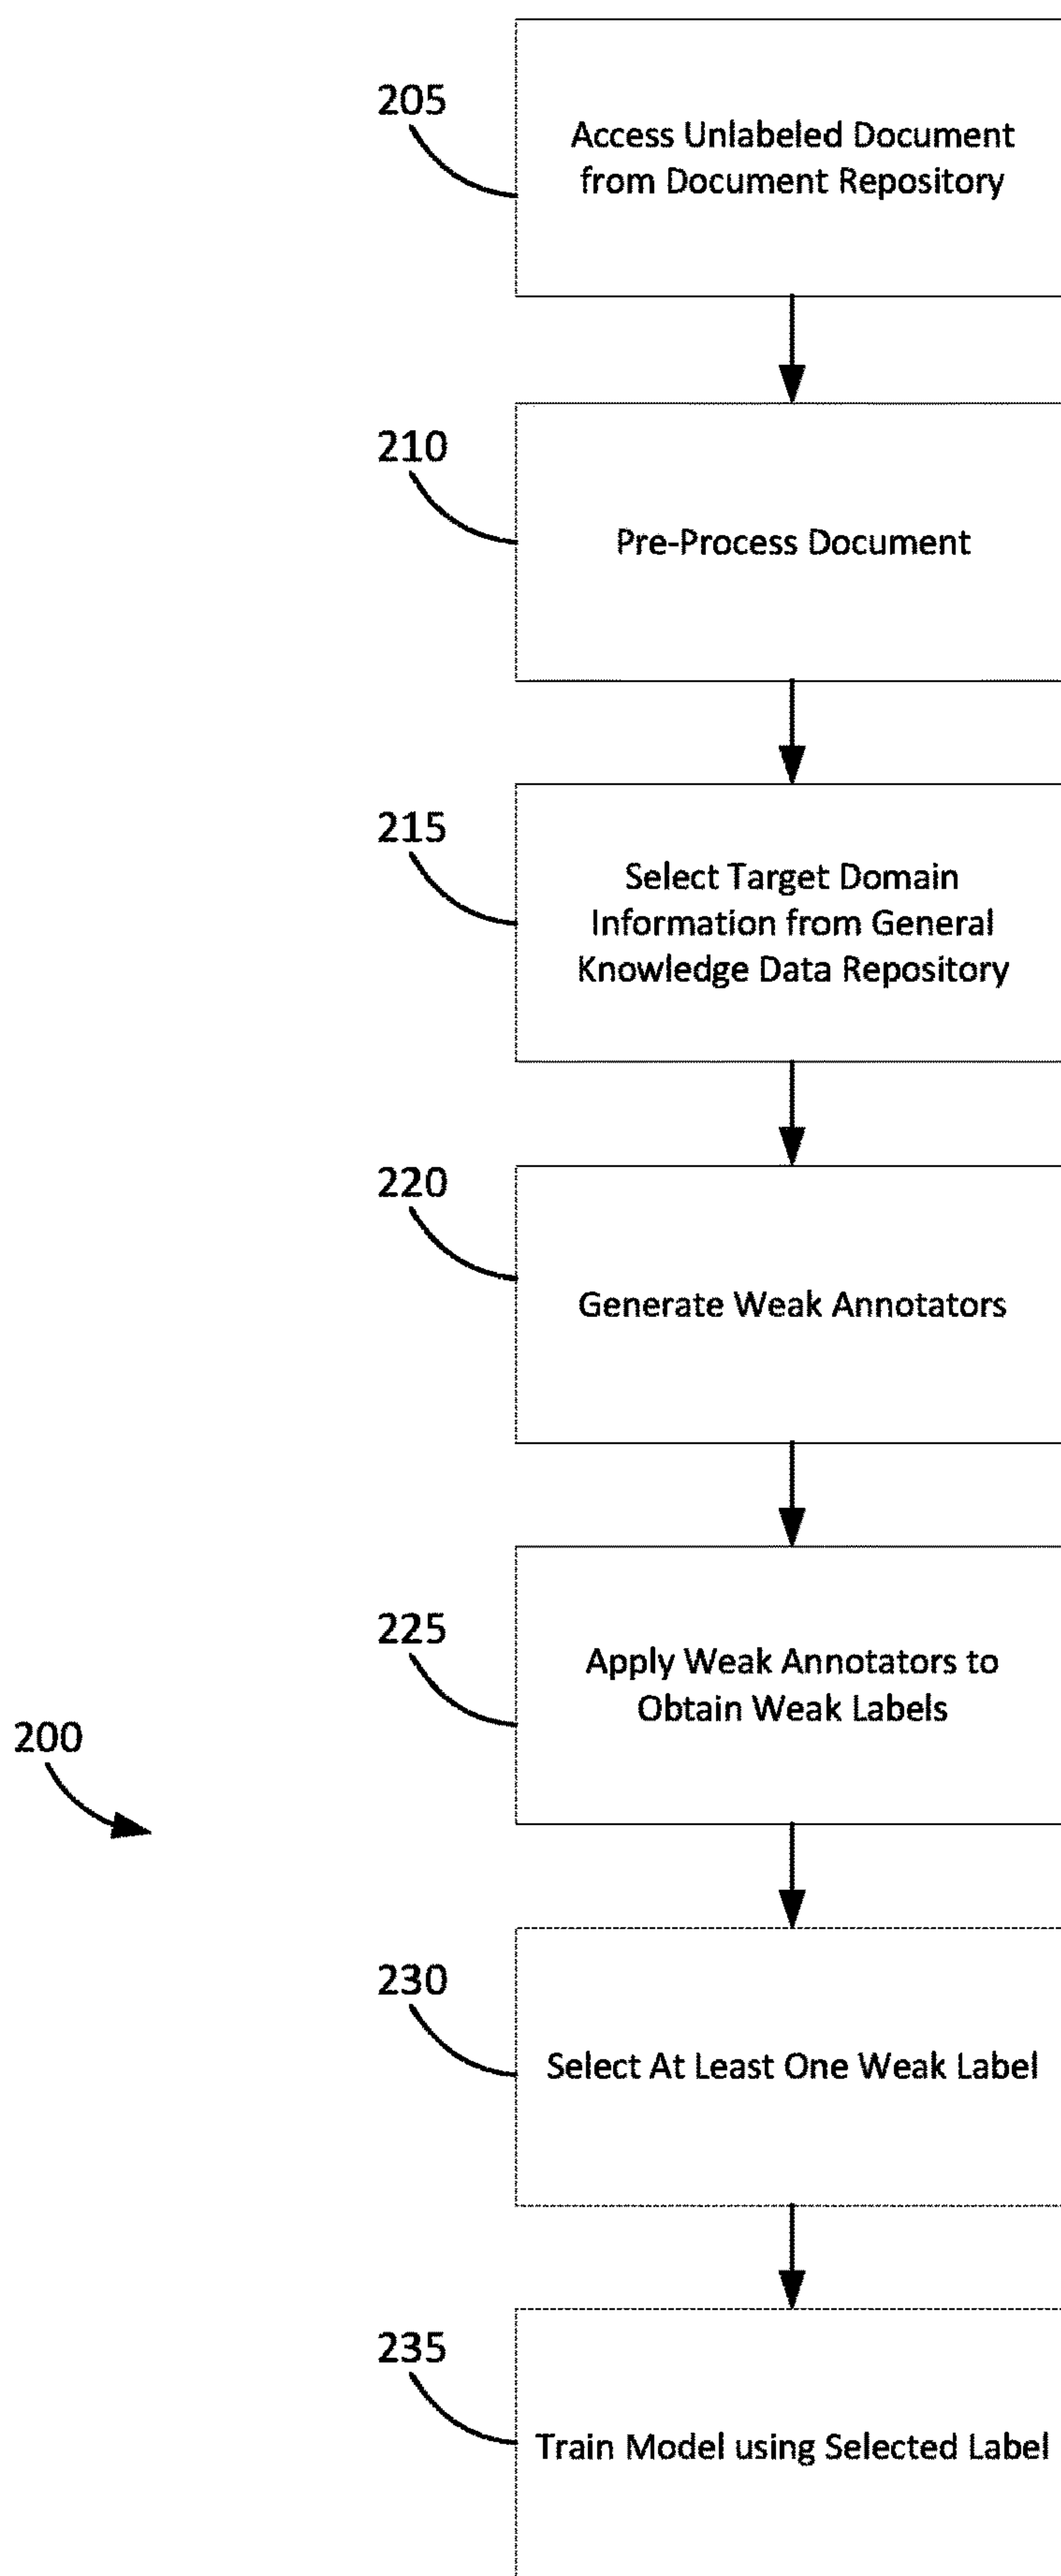 205
Access Unlabeled Document
from Document Repository
210
Pre-Process Document
215
Select Target Domain
Information from General
Knowledge Data Repository
220
Generate Weak Annotators
225
Apply Weak Annotators to
Obtain Weak Labels
200
230
Select At Least One Weak Label
235
Train Model using Selected Label